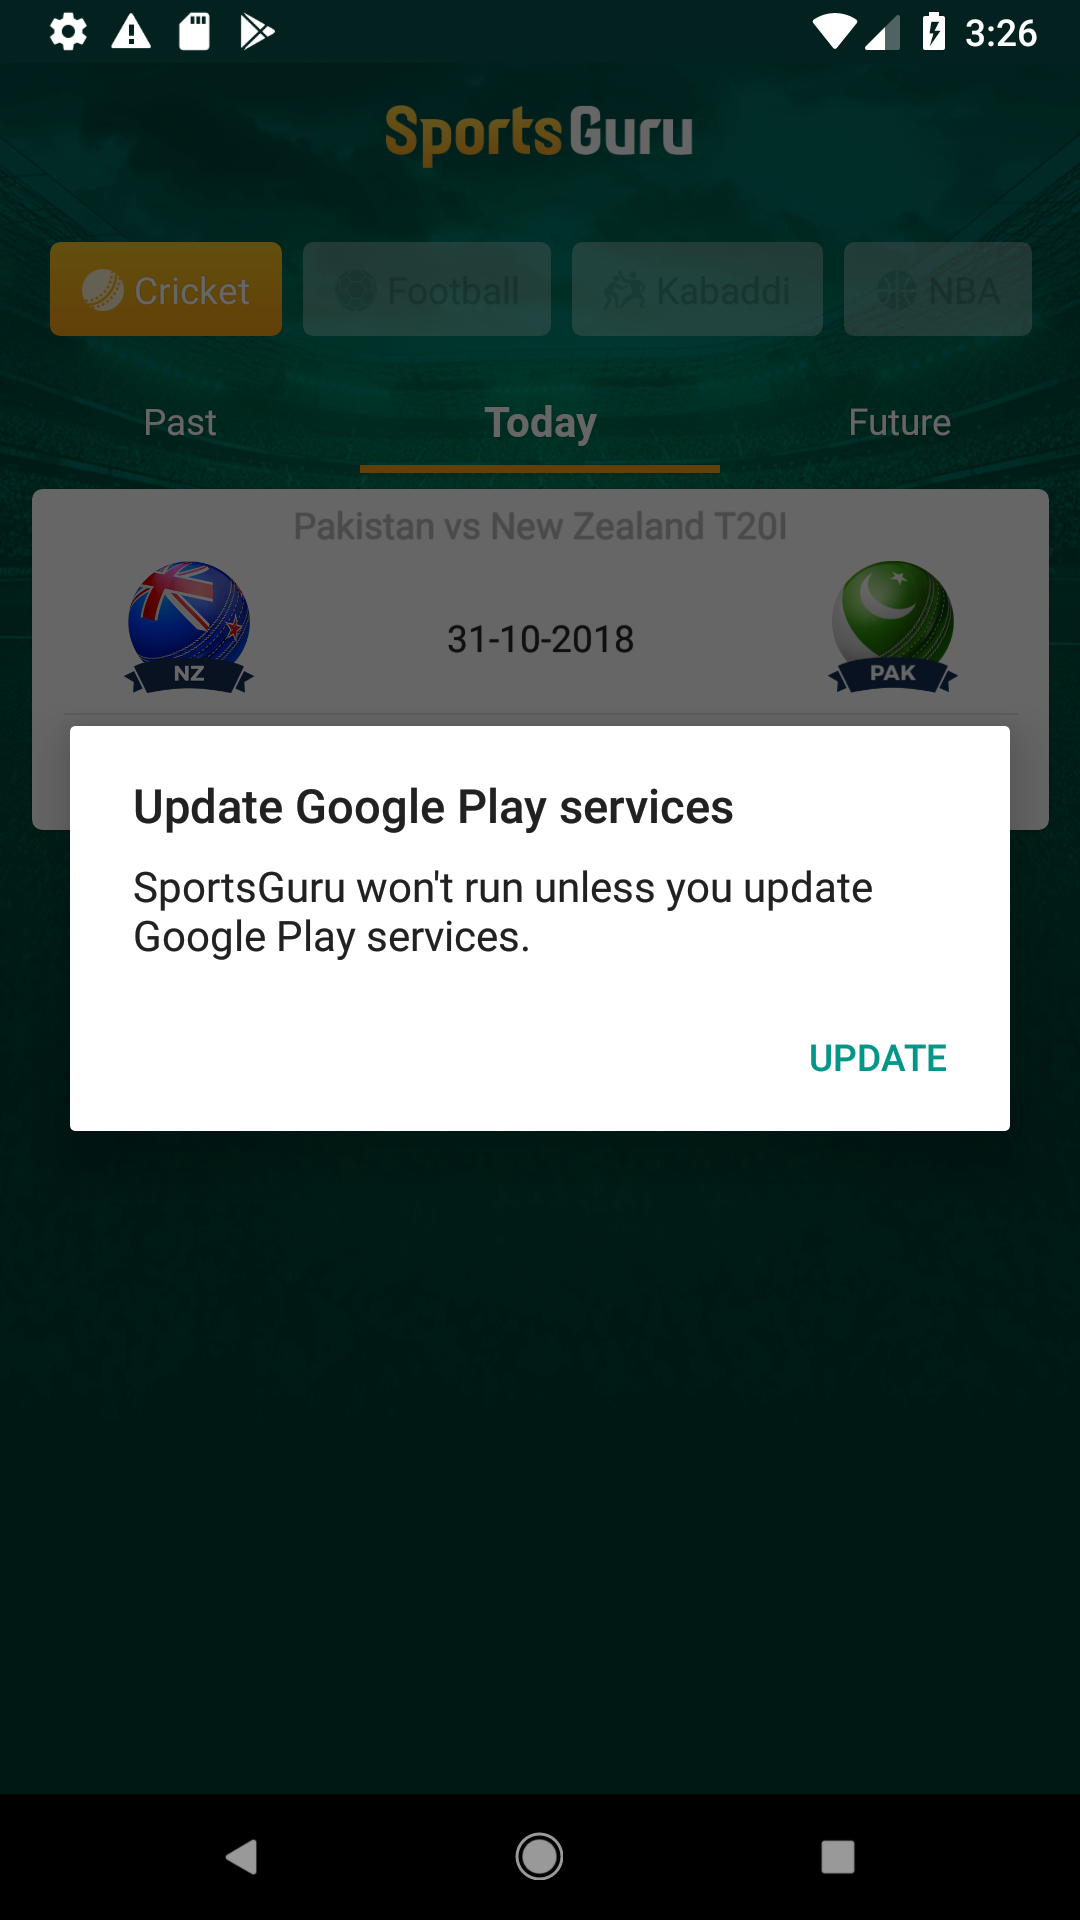 3:26
SportsGuru
Cricket Football Kabaddi NBA
Past Today Future
Pakistan vs New Zealand T20I
NZ 31-10-2018 PAK
Update Google Play services
SportsGuru won't run unless you update
Google Play services.
UPDATE